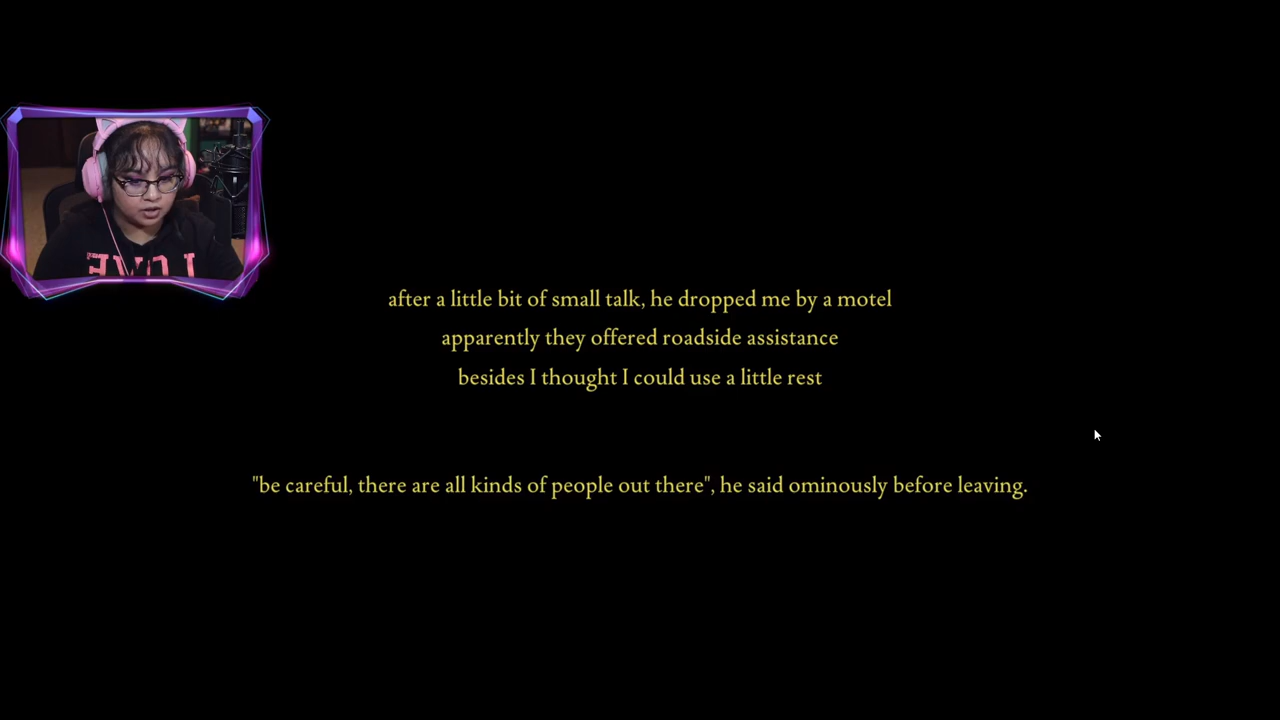 after a little bit of small talk, he dropped me by a motel
apparently they offered roadside assistance
besides I thought I could use a little rest
"be careful, there are all kinds of people out there", he said ominously before leaving.
LOVE